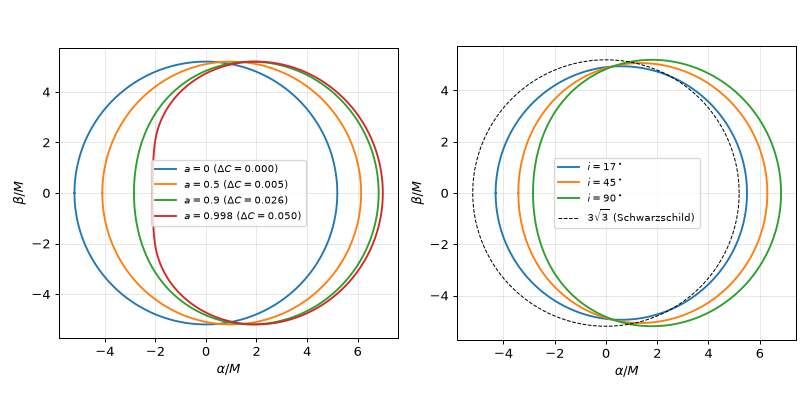 4
2
0
−2
−4
β/M
−4
−2
0
2
4
6
α/M
a = 0 (ΔC = 0.000)
a = 0.5 (ΔC = 0.005)
a = 0.9 (ΔC = 0.026)
a = 0.998 (ΔC = 0.050)
4
2
0
−2
−4
β/M
−4
−2
0
2
4
6
α/M
i = 17°
i = 45°
i = 90°
3√3 (Schwarzschild)